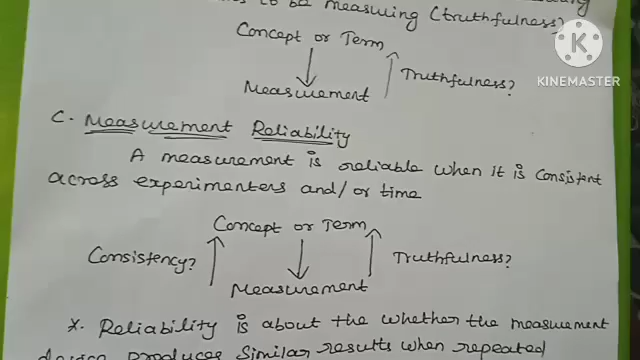 to be measuring (truthfulness)?
Concept or Term
Truthfulness?
Measurement
C. Measurement Reliability
A measurement is reliable when it is consistent
across experimenters and/or time
Concept or Term
Consistency?
Truthfulness?
Measurement
*. Reliability is about the whether the measurement
device produces similar results when repeated
KINEMASTER